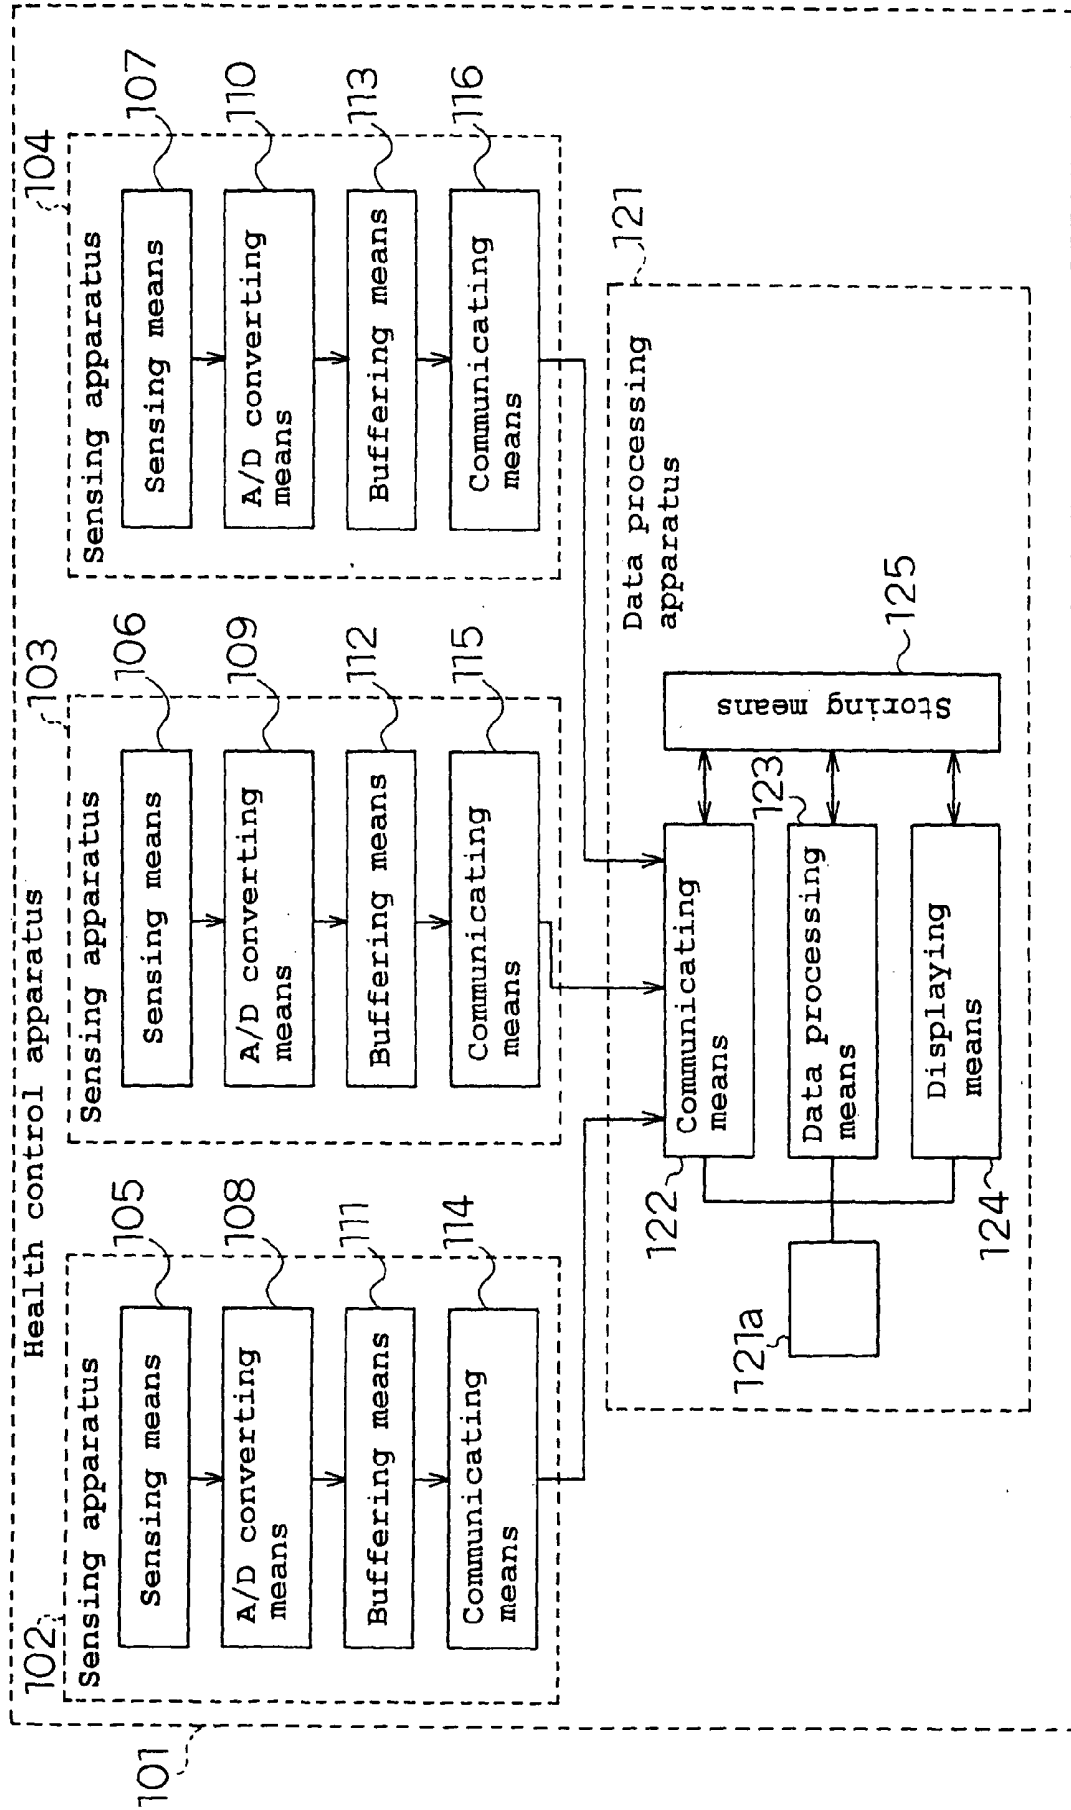 Health control apparatus
101
102
Sensing apparatus
Sensing means
105
A/D converting
means
108
Buffering means
111
Communicating
means
114
103
Sensing apparatus
Sensing means
106
A/D converting
means
109
Buffering means
112
Communicating
means
115
104
Sensing apparatus
Sensing means
107
A/D converting
means
110
Buffering means
113
Communicating
means
116
121
Data processing
apparatus
121a
122
Communicating
means
123
Data processing
means
124
Displaying
means
Storing means
125